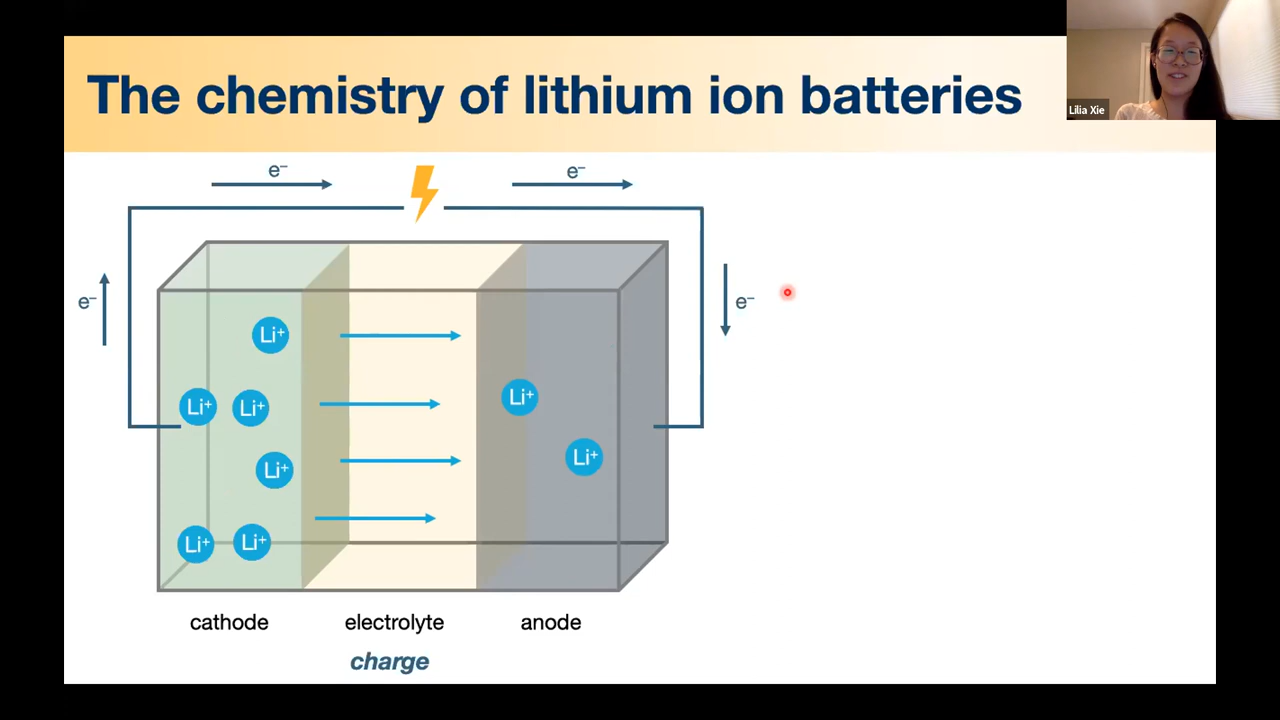 The chemistry of lithium ion batteries
Lilia Xie
e⁻
e⁻
e⁻
e⁻
Li⁺
Li⁺
Li⁺
Li⁺
Li⁺
Li⁺
Li⁺
Li⁺
cathode
electrolyte
anode
charge